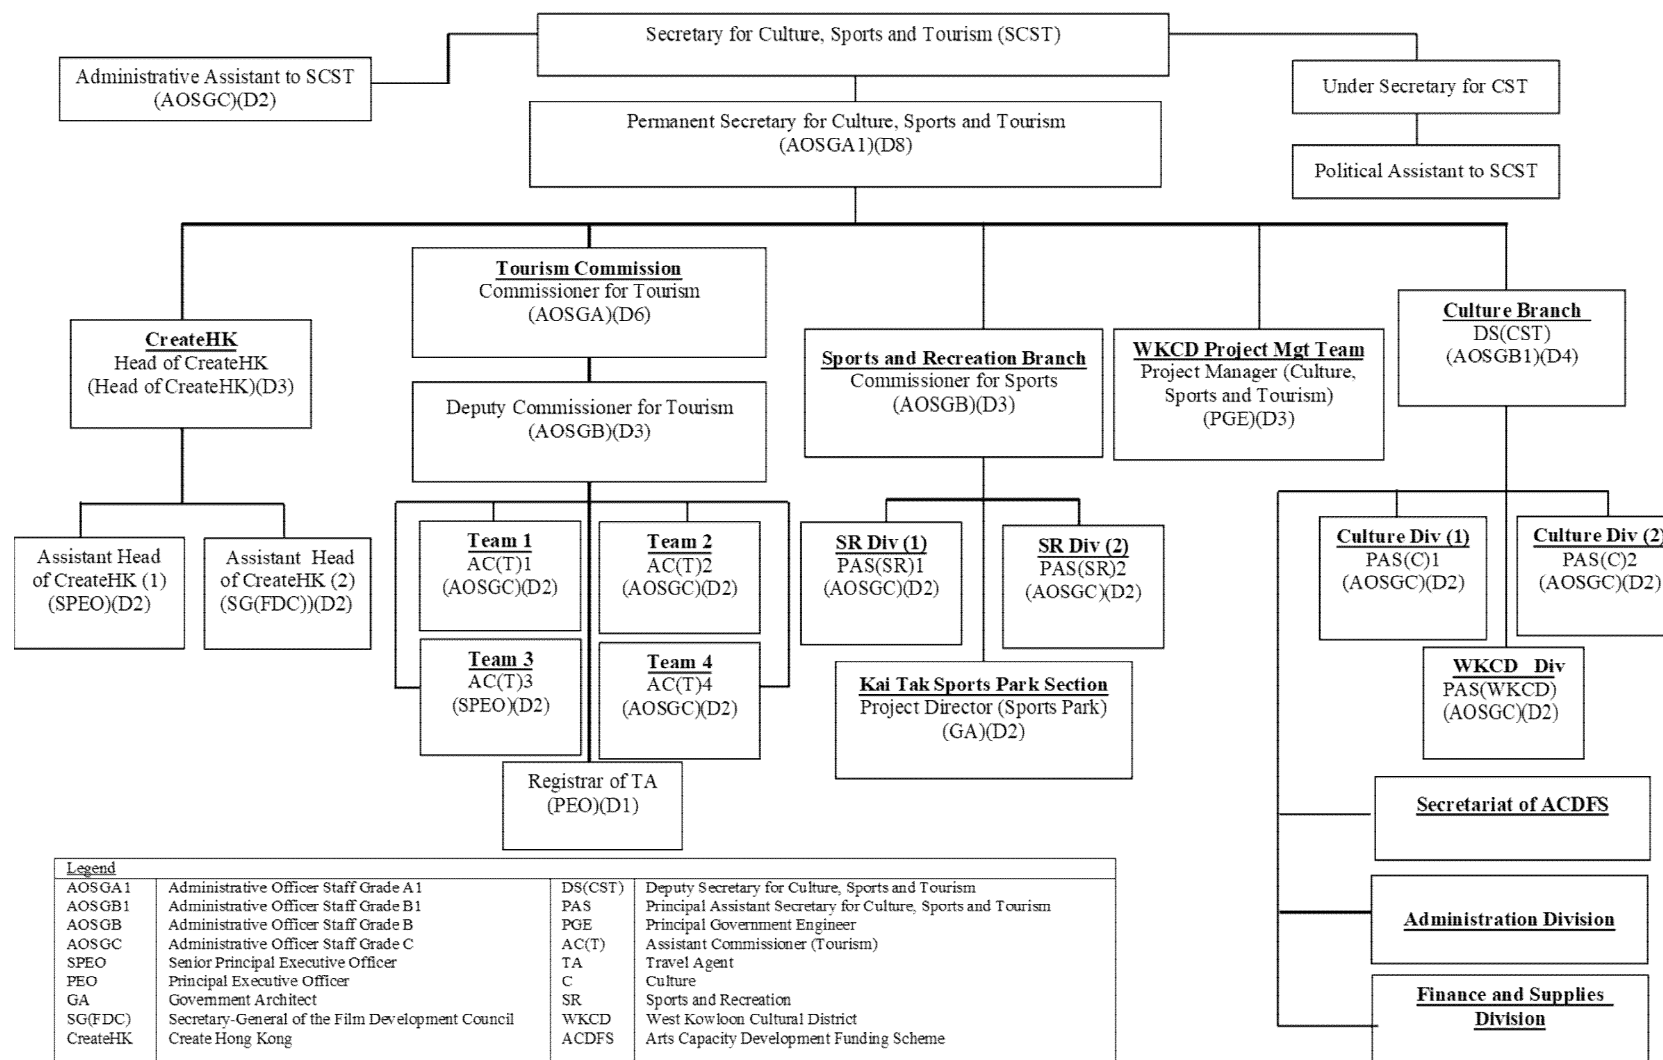 Secretary for Culture, Sports and Tourism (SCST)
Administrative Assistant to SCST
(AOSGC)(D2)
Under Secretary for CST
Permanent Secretary for Culture, Sports and Tourism
(AOSGA1)(D8)
Political Assistant to SCST
CreateHK
Head of CreateHK
(Head of CreateHK)(D3)
Tourism Commission
Commissioner for Tourism
(AOSGA)(D6)
Deputy Commissioner for Tourism
(AOSGB)(D3)
Sports and Recreation Branch
Commissioner for Sports
(AOSGB)(D3)
WKCD Project Mgt Team
Project Manager (Culture,
Sports and Tourism)
(PGE)(D3)
Culture Branch
DS(CST)
(AOSGB1)(D4)
Assistant Head
of CreateHK (1)
(SPEO)(D2)
Assistant Head
of CreateHK (2)
(SG(FDC))(D2)
Team 1
AC(T)1
(AOSGC)(D2)
Team 2
AC(T)2
(AOSGC)(D2)
Team 3
AC(T)3
(SPEO)(D2)
Team 4
AC(T)4
(AOSGC)(D2)
Registrar of TA
(PEO)(D1)
SR Div (1)
PAS(SR)1
(AOSGC)(D2)
SR Div (2)
PAS(SR)2
(AOSGC)(D2)
Kai Tak Sports Park Section
Project Director (Sports Park)
(GA)(D2)
Culture Div (1)
PAS(C)1
(AOSGC)(D2)
Culture Div (2)
PAS(C)2
(AOSGC)(D2)
WKCD Div
PAS(WKCD)
(AOSGC)(D2)
Secretariat of ACDFS
Administration Division
Finance and Supplies
Division
Legend
AOSGA1 Administrative Officer Staff Grade A1 DS(CST) Deputy Secretary for Culture, Sports and Tourism
AOSGB1 Administrative Officer Staff Grade B1 PAS Principal Assistant Secretary for Culture, Sports and Tourism
AOSGB Administrative Officer Staff Grade B PGE Principal Government Engineer
AOSGC Administrative Officer Staff Grade C AC(T) Assistant Commissioner (Tourism)
SPEO Senior Principal Executive Officer TA Travel Agent
PEO Principal Executive Officer C Culture
GA Government Architect SR Sports and Recreation
SG(FDC) Secretary-General of the Film Development Council WKCD West Kowloon Cultural District
CreateHK Create Hong Kong ACDFS Arts Capacity Development Funding Scheme